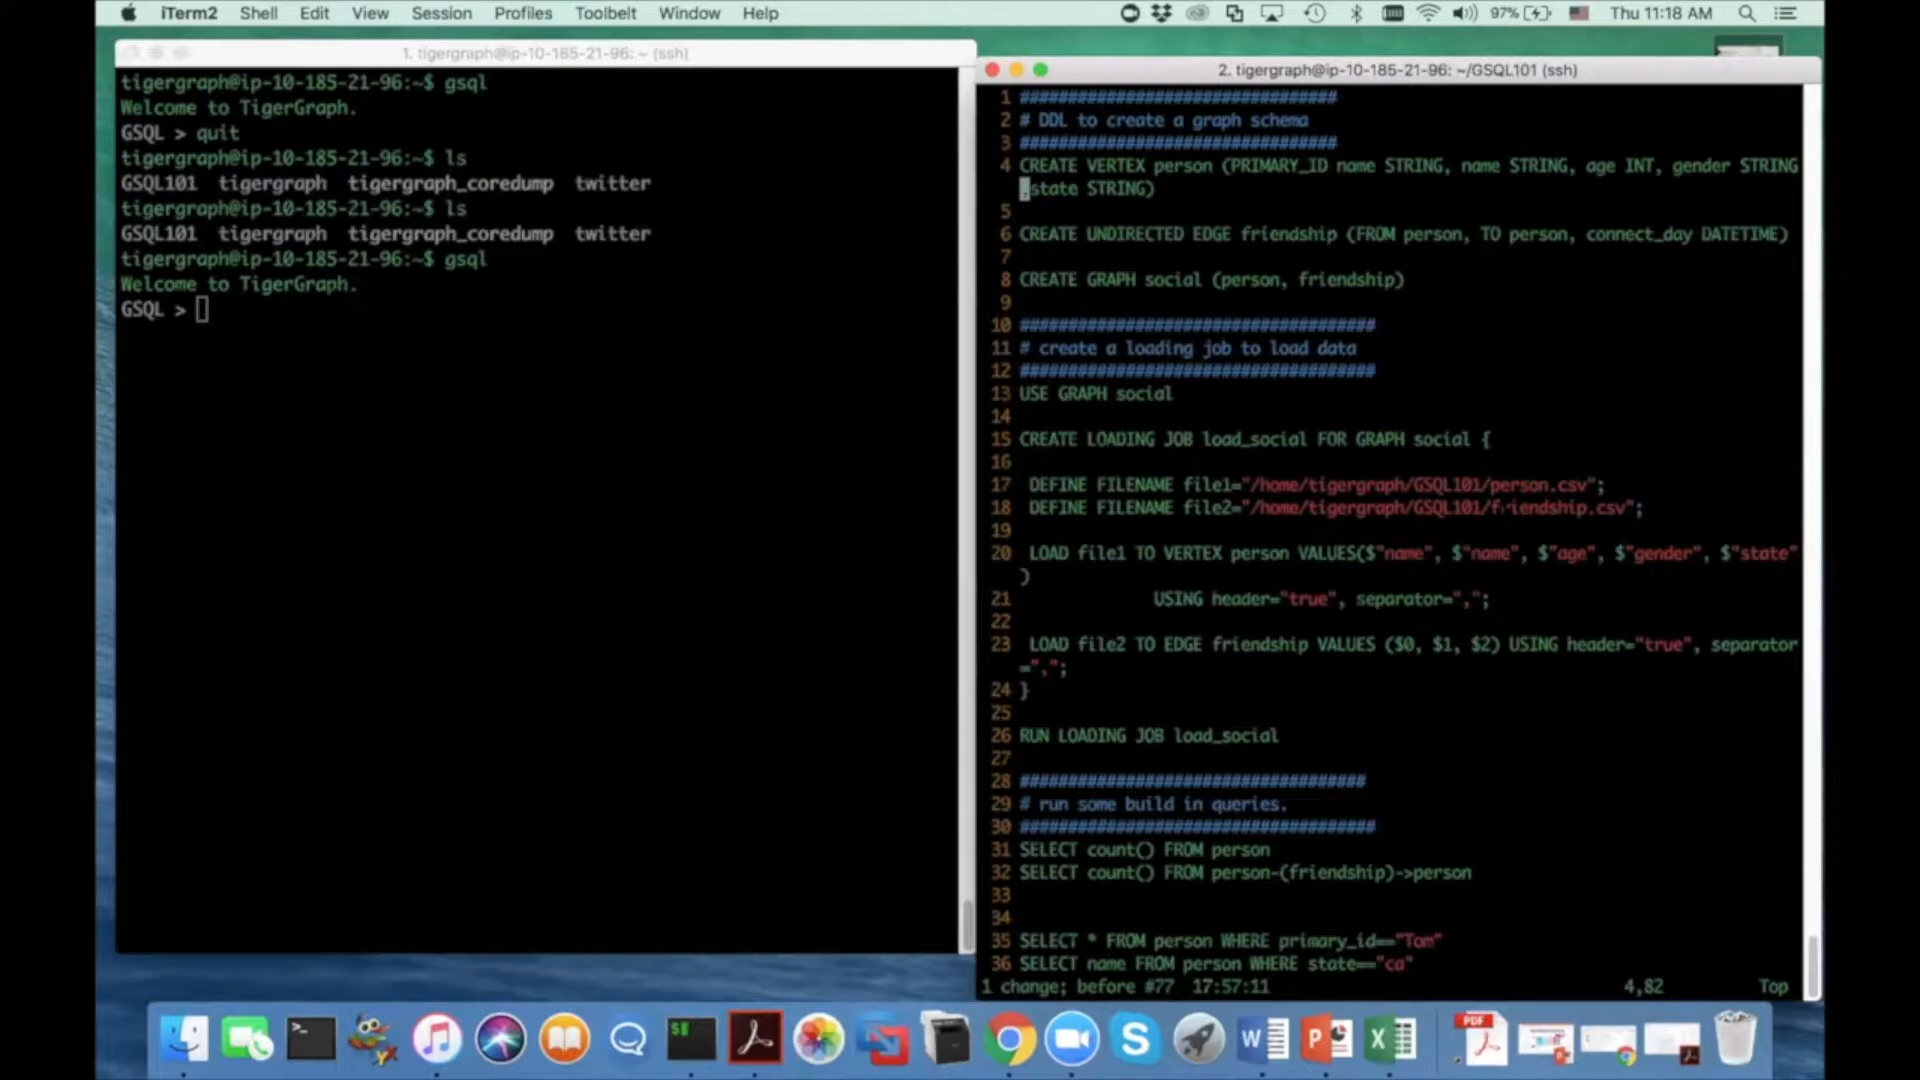 iTerm2 Shell Edit View Session Profiles Toolbelt Window Help 97% Thu 11:18 AM
1. tigergraph@ip-10-185-21-96: ~ (ssh)
tigergraph@ip-10-185-21-96:~$ gsql
Welcome to TigerGraph.
GSQL > quit
tigergraph@ip-10-185-21-96:~$ ls
GSQL101 tigergraph tigergraph_coredump twitter
tigergraph@ip-10-185-21-96:~$ ls
GSQL101 tigergraph tigergraph_coredump twitter
tigergraph@ip-10-185-21-96:~$ gsql
Welcome to TigerGraph.
GSQL >
2. tigergraph@ip-10-185-21-96: ~/GSQL101 (ssh)
1 #################################
2 # DDL to create a graph schema
3 #################################
4 CREATE VERTEX person (PRIMARY_ID name STRING, name STRING, age INT, gender STRING
,state STRING)
5
6 CREATE UNDIRECTED EDGE friendship (FROM person, TO person, connect_day DATETIME)
7
8 CREATE GRAPH social (person, friendship)
9
10 #####################################
11 # create a loading job to load data
12 #####################################
13 USE GRAPH social
14
15 CREATE LOADING JOB load_social FOR GRAPH social {
16
17 DEFINE FILENAME file1="/home/tigergraph/GSQL101/person.csv";
18 DEFINE FILENAME file2="/home/tigergraph/GSQL101/friendship.csv";
19
20 LOAD file1 TO VERTEX person VALUES($"name", $"name", $"age", $"gender", $"state"
)
21 USING header="true", separator=",";
22
23 LOAD file2 TO EDGE friendship VALUES ($0, $1, $2) USING header="true", separator
=",";
24 }
25
26 RUN LOADING JOB load_social
27
28 ####################################
29 # run some build in queries.
30 #####################################
31 SELECT count() FROM person
32 SELECT count() FROM person-(friendship)->person
33
34
35 SELECT * FROM person WHERE primary_id=="Tom"
36 SELECT name FROM person WHERE state=="ca"
1 change; before #77 17:57:11 4,82 Top